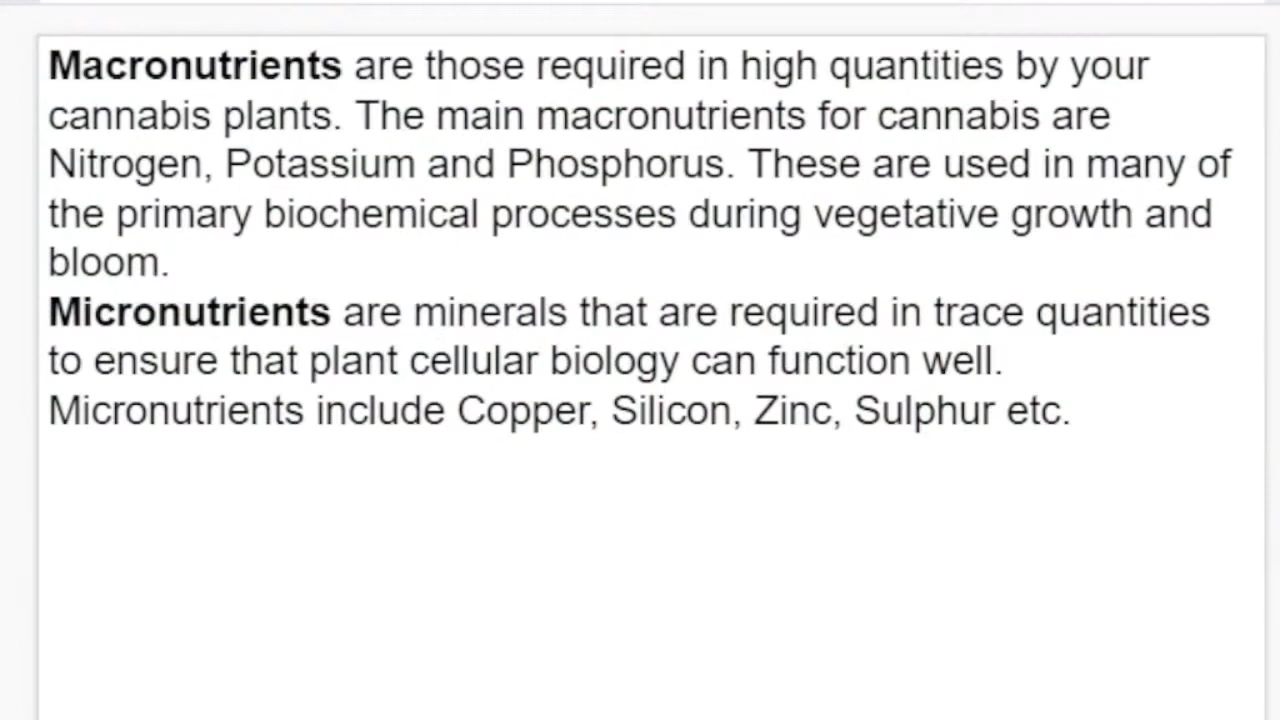 Macronutrients are those required in high quantities by your
cannabis plants. The main macronutrients for cannabis are
Nitrogen, Potassium and Phosphorus. These are used in many of
the primary biochemical processes during vegetative growth and
bloom.
Micronutrients are minerals that are required in trace quantities
to ensure that plant cellular biology can function well.
Micronutrients include Copper, Silicon, Zinc, Sulphur etc.